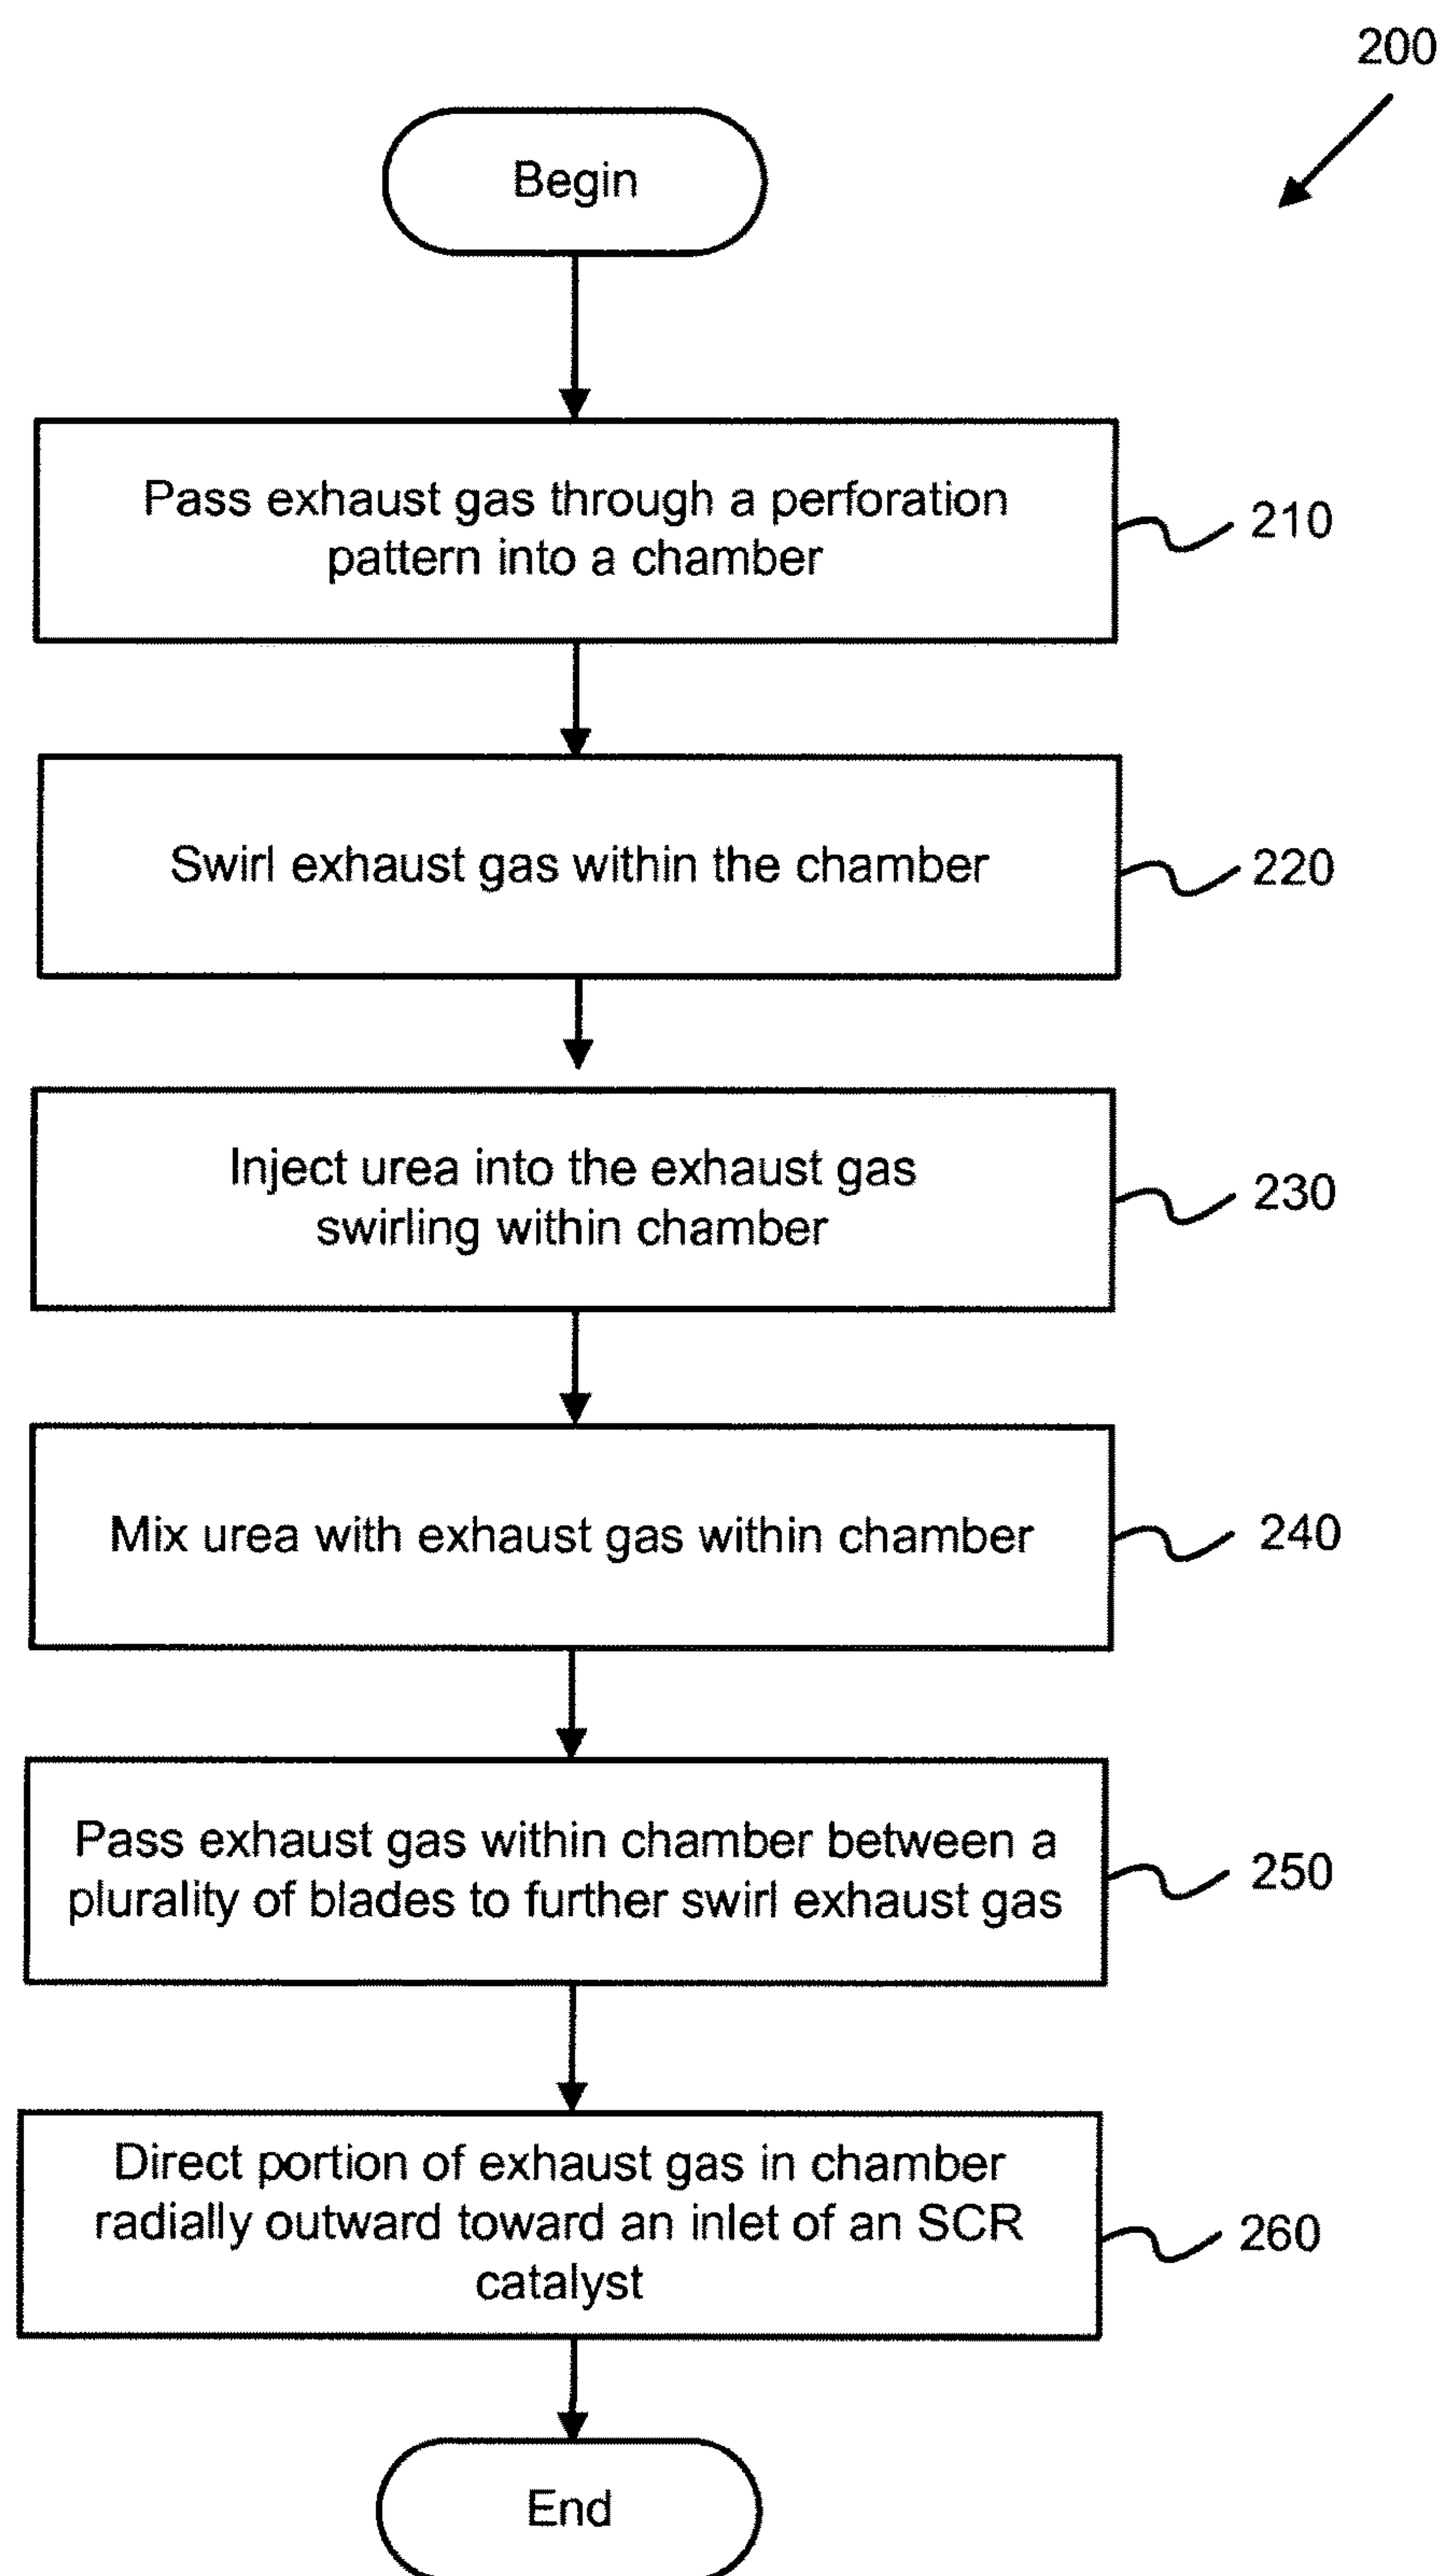 200
Begin
Pass exhaust gas through a perforation
pattern into a chamber
210
Swirl exhaust gas within the chamber
220
Inject urea into the exhaust gas
swirling within chamber
230
Mix urea with exhaust gas within chamber
240
Pass exhaust gas within chamber between a
plurality of blades to further swirl exhaust gas
250
Direct portion of exhaust gas in chamber
radially outward toward an inlet of an SCR
catalyst
260
End